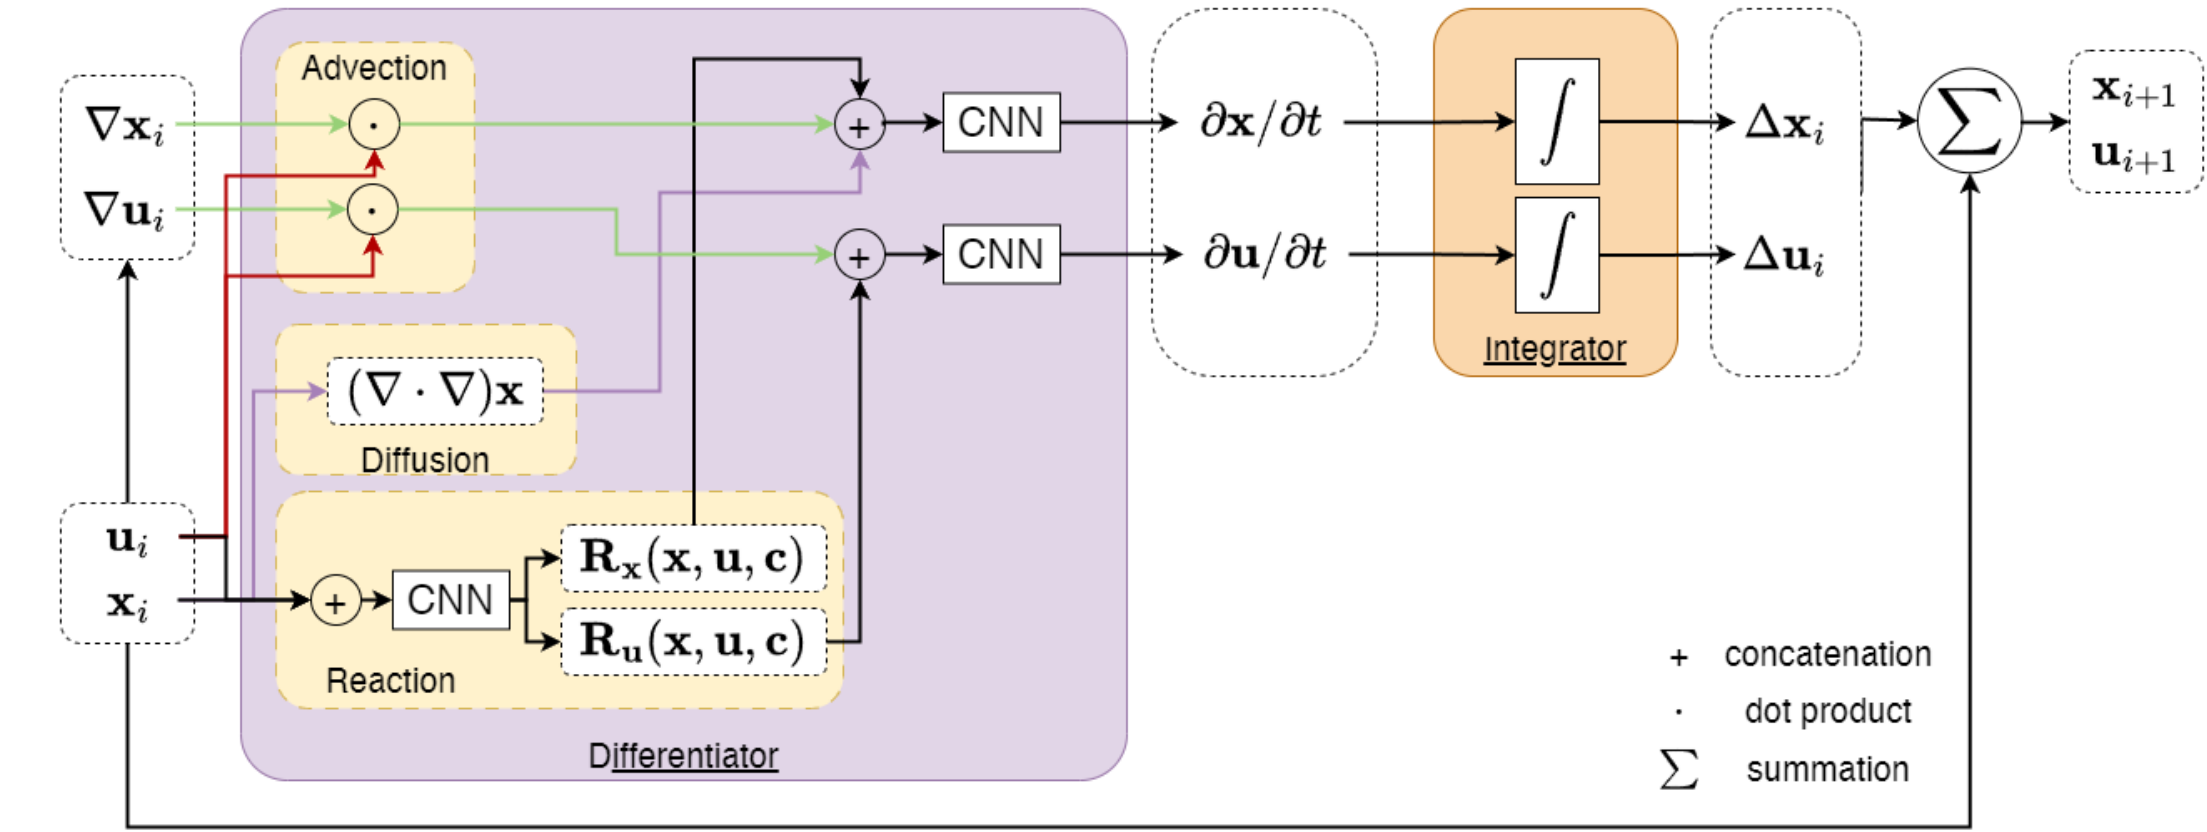 Advection
∇x_i
∇u_i
·
·
+
CNN
∂x/∂t
∫
Δx_i
∑
x_{i+1}
u_{i+1}
+
CNN
∂u/∂t
∫
Δu_i
Integrator
(∇ · ∇)x
Diffusion
u_i
x_i
+
CNN
R_x(x, u, c)
R_u(x, u, c)
Reaction
Differentiator
+ concatenation
· dot product
∑ summation